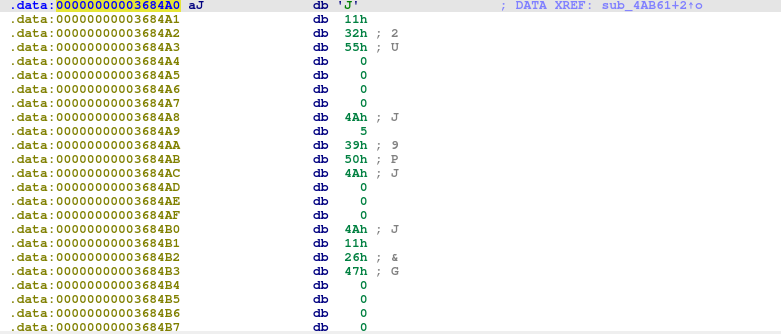 .data:00000000003684A0 aJ db 'J' ; DATA XREF: sub_4AB61+2↑o
.data:00000000003684A1 db 11h
.data:00000000003684A2 db 32h ; 2
.data:00000000003684A3 db 55h ; U
.data:00000000003684A4 db 0
.data:00000000003684A5 db 0
.data:00000000003684A6 db 0
.data:00000000003684A7 db 0
.data:00000000003684A8 db 4Ah ; J
.data:00000000003684A9 db 5
.data:00000000003684AA db 39h ; 9
.data:00000000003684AB db 50h ; P
.data:00000000003684AC db 4Ah ; J
.data:00000000003684AD db 0
.data:00000000003684AE db 0
.data:00000000003684AF db 0
.data:00000000003684B0 db 4Ah ; J
.data:00000000003684B1 db 11h
.data:00000000003684B2 db 26h ; &
.data:00000000003684B3 db 47h ; G
.data:00000000003684B4 db 0
.data:00000000003684B5 db 0
.data:00000000003684B6 db 0
.data:00000000003684B7 db 0